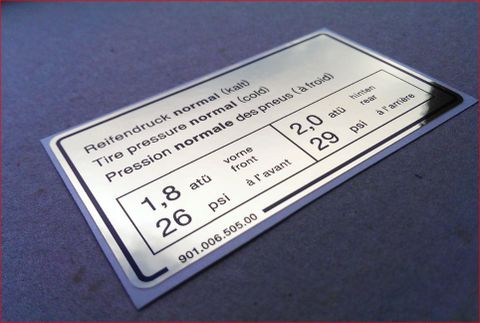 Reifendruck normal (kalt)
Tire pressure normal (cold)
Pression normale des pneus (à froid)
1,8 atü vorne
26 psi front
à l'avant
2,0 atü hinten
29 psi rear
à l'arrière
901.006.505.00